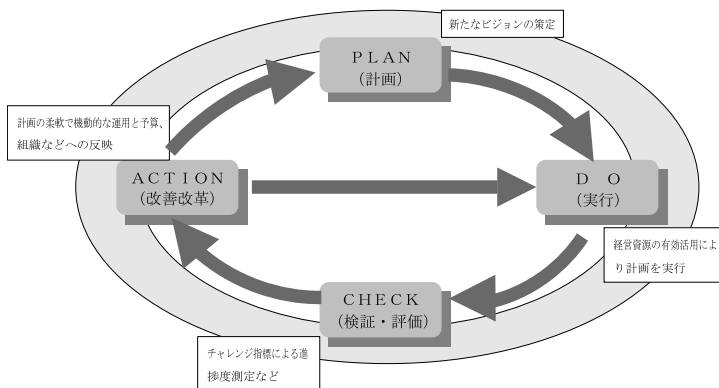 新たなビジョンの策定
ＰＬＡＮ
（計画）
計画の柔軟で機動的な運用と予算、
組織などへの反映
ＡＣＴＩＯＮ
（改善改革）
Ｄ　Ｏ
（実行）
経営資源の有効活用によ
り計画を実行
ＣＨＥＣＫ
（検証・評価）
チャレンジ指標による進
捗度測定など